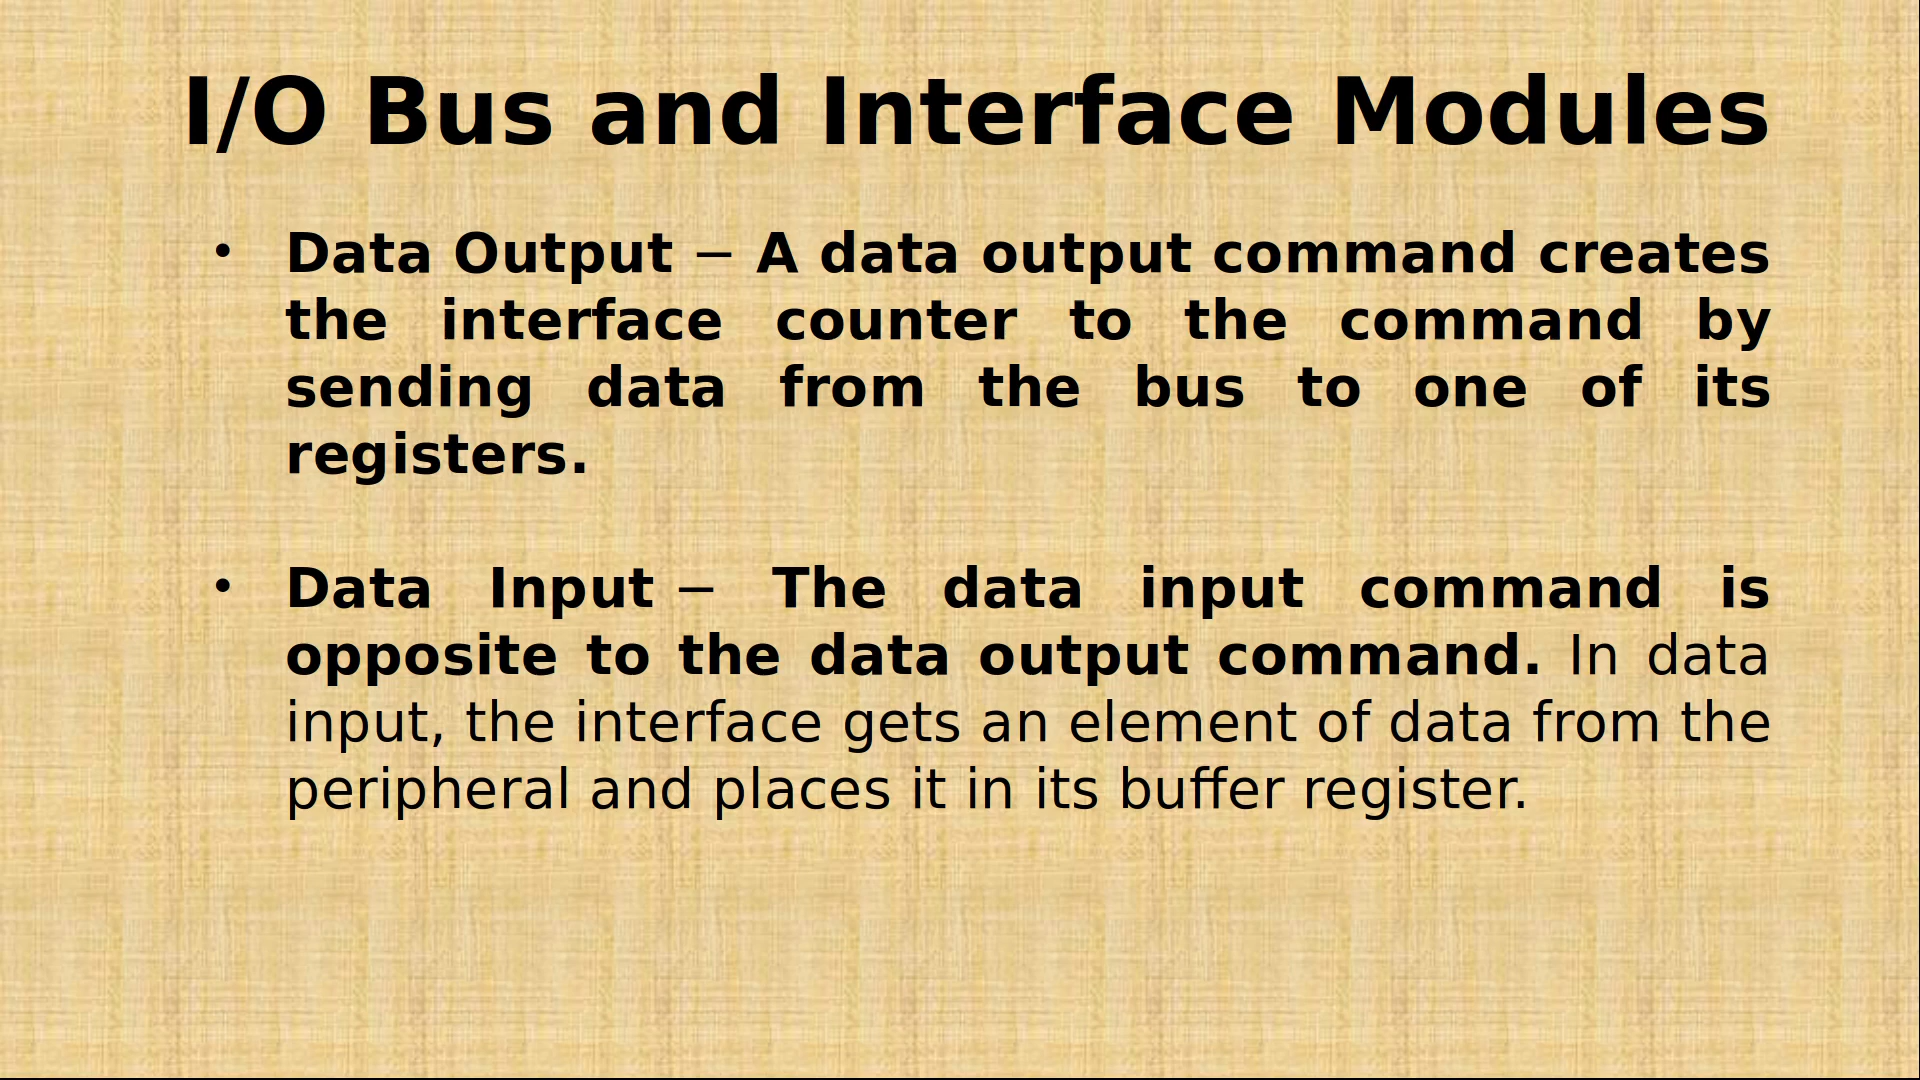 I/O Bus and Interface Modules
• Data Output − A data output command creates
the interface counter to the command by
sending data from the bus to one of its
registers.
• Data Input − The data input command is
opposite to the data output command. In data
input, the interface gets an element of data from the
peripheral and places it in its buffer register.